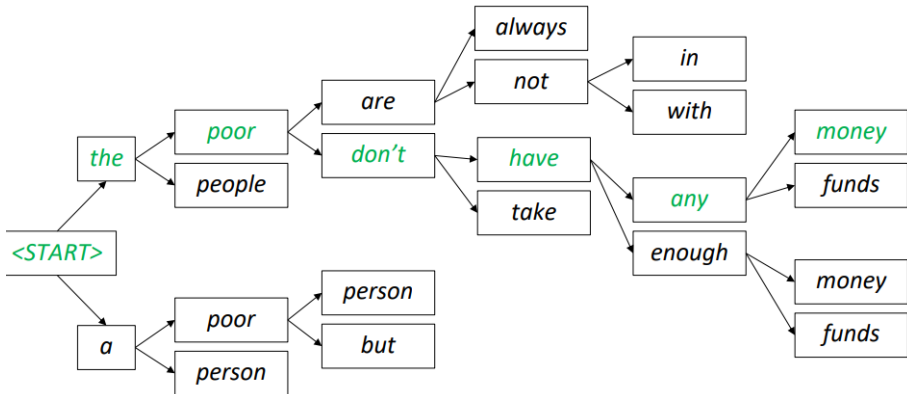 always
in
are
not
with
poor
money
the
don't
have
people
any
funds
take
<START>
enough
person
money
poor
a
but
funds
person